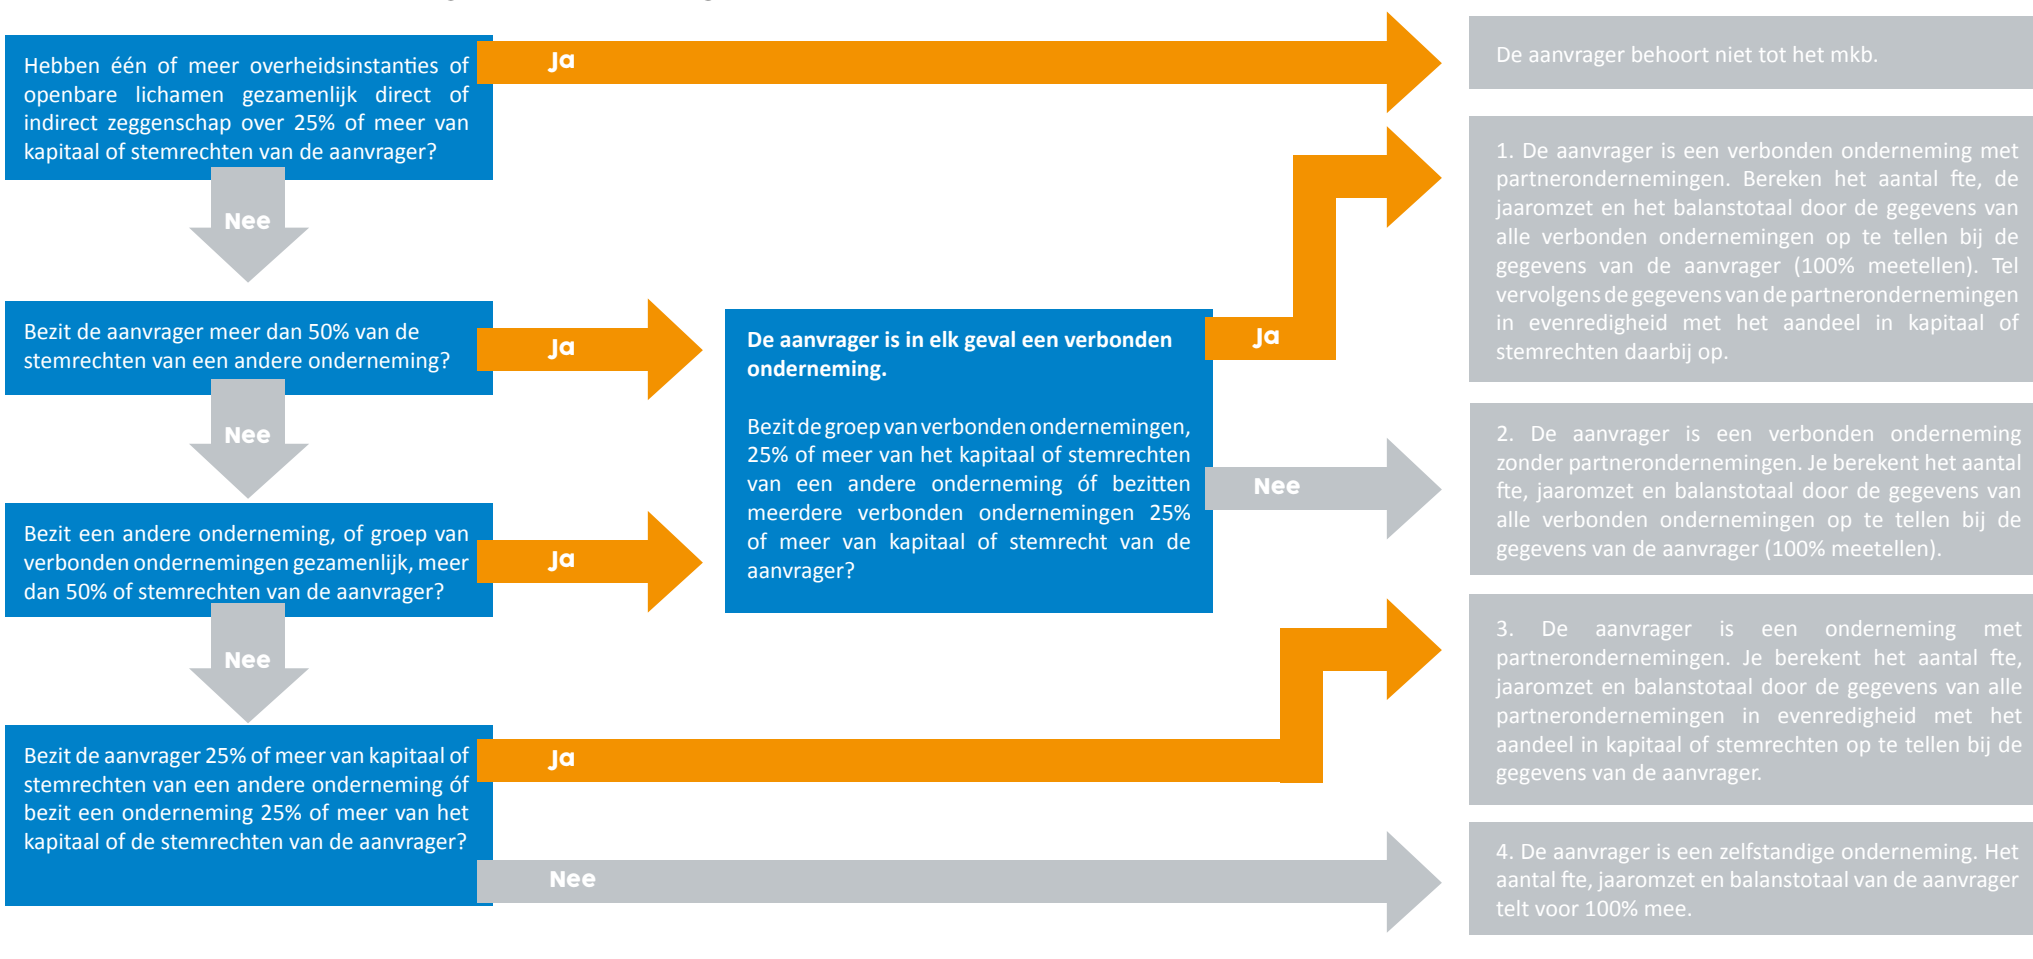 Hebben één of meer overheidsinstanties of
openbare lichamen gezamenlijk direct of
indirect zeggenschap over 25% of meer van
kapitaal of stemrechten van de aanvrager?
Ja
De aanvrager behoort niet tot het mkb.
Nee
Bezit de aanvrager meer dan 50% van de
stemrechten van een andere onderneming?
Ja
Nee
Bezit een andere onderneming, of groep van
verbonden ondernemingen gezamenlijk, meer
dan 50% of stemrechten van de aanvrager?
Ja
Nee
De aanvrager is in elk geval een verbonden
onderneming.
Bezit de groep van verbonden ondernemingen,
25% of meer van het kapitaal of stemrechten
van een andere onderneming óf bezitten
meerdere verbonden ondernemingen 25%
of meer van kapitaal of stemrecht van de
aanvrager?
Ja
1. De aanvrager is een verbonden onderneming met
partnerondernemingen. Bereken het aantal fte, de
jaaromzet en het balanstotaal door de gegevens van
alle verbonden ondernemingen op te tellen bij de
gegevens van de aanvrager (100% meetellen). Tel
vervolgens de gegevens van de partnerondernemingen
in evenredigheid met het aandeel in kapitaal of
stemrechten daarbij op.
Nee
2. De aanvrager is een verbonden onderneming
zonder partnerondernemingen. Je berekent het aantal
fte, jaaromzet en balanstotaal door de gegevens van
alle verbonden ondernemingen op te tellen bij de
gegevens van de aanvrager (100% meetellen).
Bezit de aanvrager 25% of meer van kapitaal of
stemrechten van een andere onderneming óf
bezit een onderneming 25% of meer van het
kapitaal of de stemrechten van de aanvrager?
Ja
3. De aanvrager is een onderneming met
partnerondernemingen. Je berekent het aantal fte,
jaaromzet en balanstotaal door de gegevens van alle
partnerondernemingen in evenredigheid met het
aandeel in kapitaal of stemrechten op te tellen bij de
gegevens van de aanvrager.
Nee
4. De aanvrager is een zelfstandige onderneming. Het
aantal fte, jaaromzet en balanstotaal van de aanvrager
telt voor 100% mee.